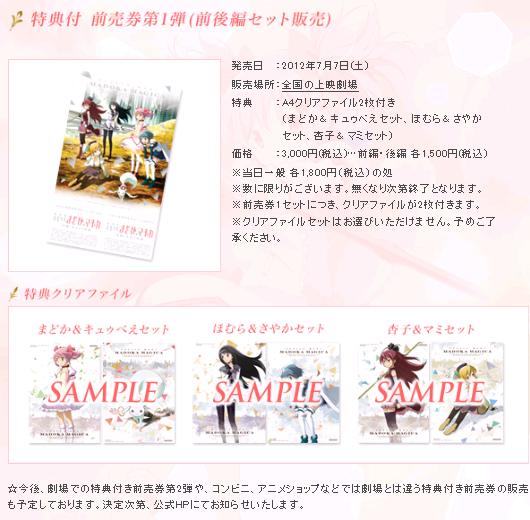 特典付 前売券第1弾(前後編セット販売)
発売日 ：2012年7月7日(土)
販売場所：全国の上映劇場
特典 ：A4クリアファイル2枚付き
（まどか＆キュゥべえセット、ほむら＆さやか
セット、杏子＆マミセット）
価格 ：3,000円(税込)…前編・後編 各1,500円(税込)
※当日一般 各1,800円(税込)の処
※数に限りがございます。無くなり次第終了となります。
※前売券1セットにつき、クリアファイルが2枚付きます。
※クリアファイルセットはお選びいただけません。予めご了
承ください。
特典クリアファイル
まどか＆キュゥべえセット
ほむら＆さやかセット
杏子＆マミセット
MADOKA MAGICA
MADOKA MAGICA
MADOKA MAGICA
SAMPLE
SAMPLE
SAMPLE
☆今後、劇場での特典付き前売券第2弾や、コンビニ、アニメショップなどでは劇場とは違う特典付き前売券の販売
も予定しております。決定次第、公式HPにてお知らせいたします。